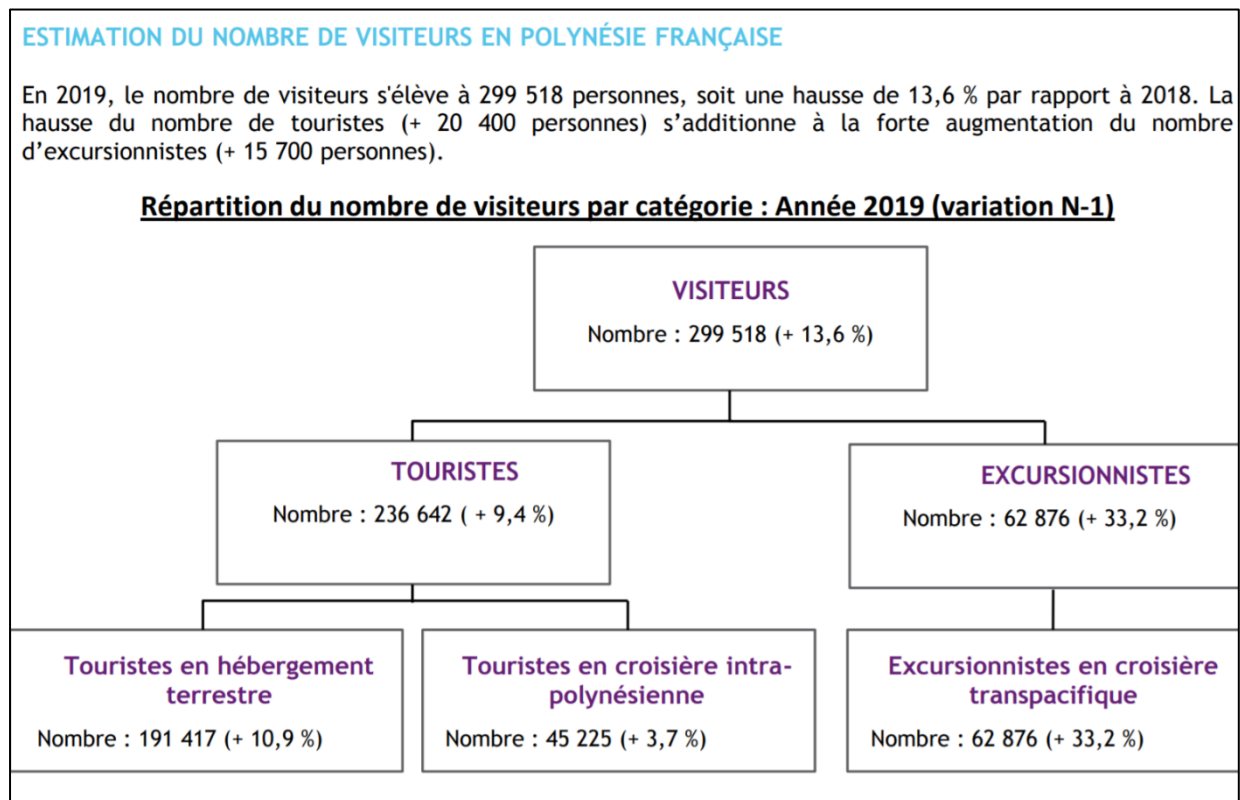 ESTIMATION DU NOMBRE DE VISITEURS EN POLYNÉSIE FRANÇAISE
En 2019, le nombre de visiteurs s'élève à 299 518 personnes, soit une hausse de 13,6 % par rapport à 2018. La
hausse du nombre de touristes (+ 20 400 personnes) s’additionne à la forte augmentation du nombre
d’excursionnistes (+ 15 700 personnes).
Répartition du nombre de visiteurs par catégorie : Année 2019 (variation N-1)
VISITEURS
Nombre : 299 518 (+ 13,6 %)
TOURISTES
Nombre : 236 642 ( + 9,4 %)
EXCURSIONNISTES
Nombre : 62 876 (+ 33,2 %)
Touristes en hébergement
terrestre
Nombre : 191 417 (+ 10,9 %)
Touristes en croisière intra-
polynésienne
Nombre : 45 225 (+ 3,7 %)
Excursionnistes en croisière
transpacifique
Nombre : 62 876 (+ 33,2 %)